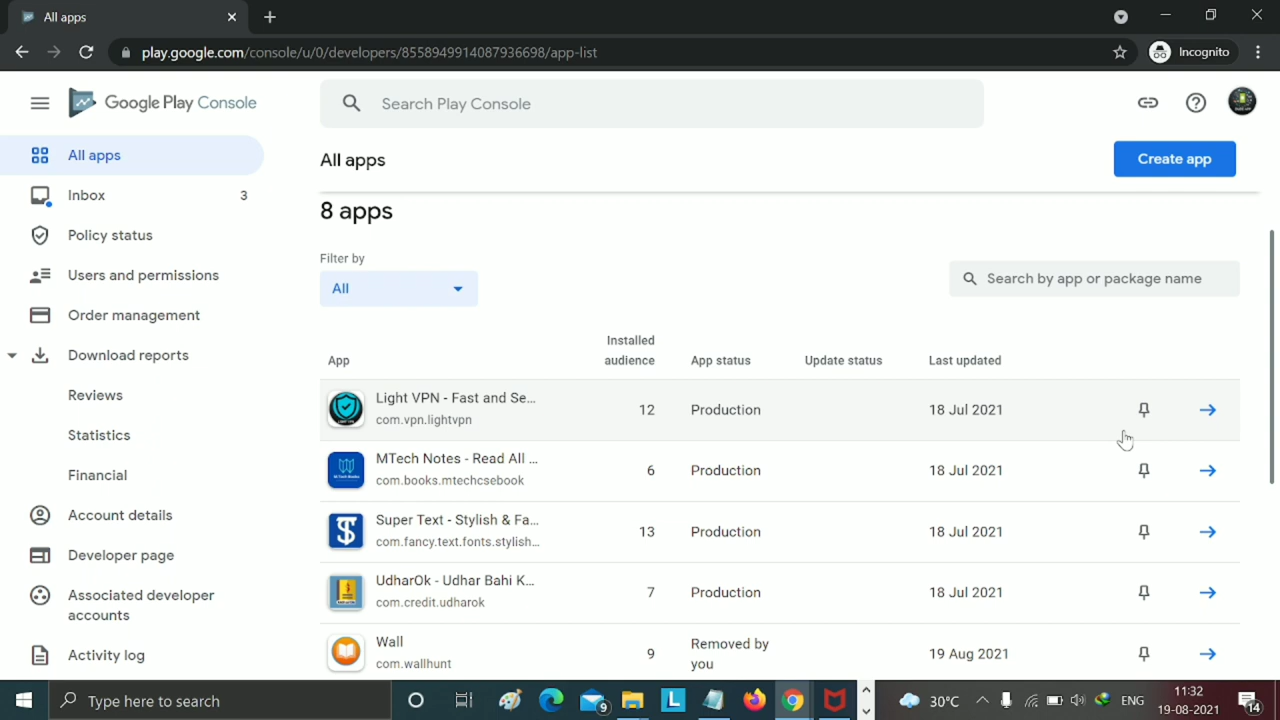 All apps
play.google.com/console/u/0/developers/8558949914087936698/app-list
Incognito
Google Play Console
Search Play Console
All apps
Inbox 3
Policy status
Users and permissions
Order management
Download reports
Reviews
Statistics
Financial
Account details
Developer page
Associated developer
accounts
Activity log
All apps
Create app
8 apps
Filter by
All
Search by app or package name
App Installed audience App status Update status Last updated
Light VPN - Fast and Se...
com.vpn.lightvpn
12 Production 18 Jul 2021
MTech Notes - Read All ...
com.books.mtechcsebook
6 Production 18 Jul 2021
Super Text - Stylish & Fa...
com.fancy.text.fonts.stylish...
13 Production 18 Jul 2021
UdharOk - Udhar Bahi K...
com.credit.udharok
7 Production 18 Jul 2021
Wall
com.wallhunt
9 Removed by you 19 Aug 2021
Type here to search
9
L
30°C
ENG
11:32
19-08-2021
14